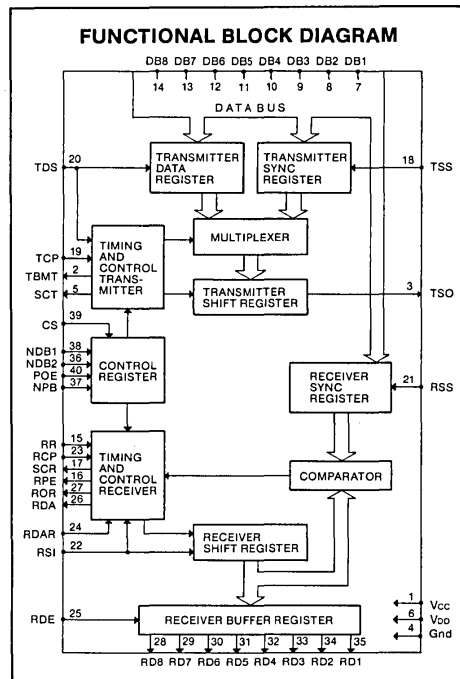 FUNCTIONAL BLOCK DIAGRAM
DB8 DB7 DB6 DB5 DB4 DB3 DB2 DB1
14 13 12 11 10 9 8 7
DATA BUS
TDS 20
TRANSMITTER
DATA
REGISTER
TRANSMITTER
SYNC
REGISTER
18 TSS
TCP 19
TBMT 2
SCT 5
TIMING
AND
CONTROL
TRANS-
MITTER
MULTIPLEXER
TRANSMITTER
SHIFT REGISTER
3 TSO
CS 39
NDB1 38
NDB2 36
POE 40
NPB 37
CONTROL
REGISTER
RECEIVER
SYNC
REGISTER
21 RSS
RR 15
RCP 23
SCR 17
RPE 16
ROR 27
RDA 26
TIMING
AND
CONTROL
RECEIVER
COMPARATOR
RDAR 24
RSI 22
RECEIVER
SHIFT REGISTER
1 VCC
6 VDD
4 Gnd
RDE 25
RECEIVER BUFFER REGISTER
28 29 30 31 32 33 34 35
RD8 RD7 RD6 RD5 RD4 RD3 RD2 RD1